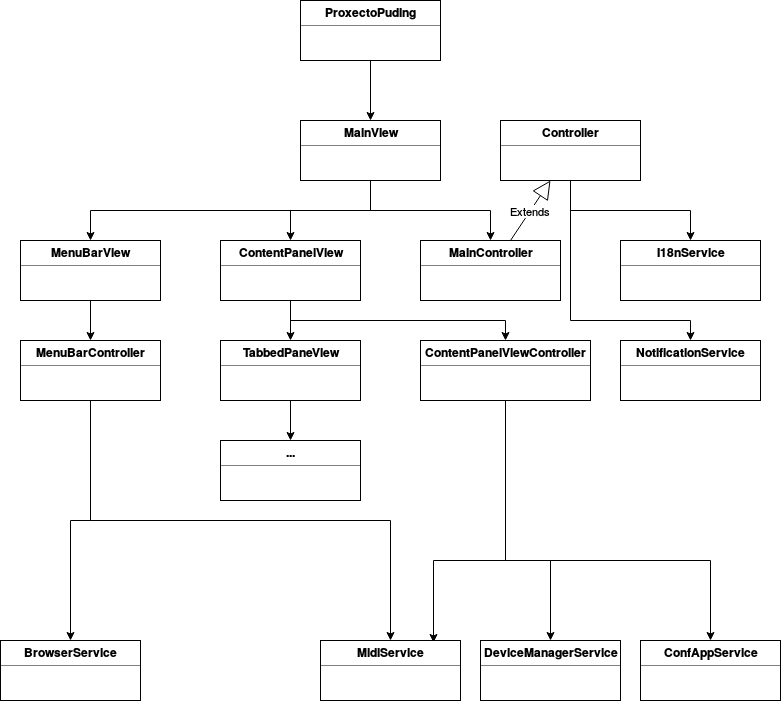 ProxectoPuding
MainView
Controller
Extends
MenuBarView
ContentPanelView
MainController
I18nService
MenuBarController
TabbedPaneView
ContentPanelViewController
NotificationService
...
BrowserService
MidiService
DeviceManagerService
ConfAppService